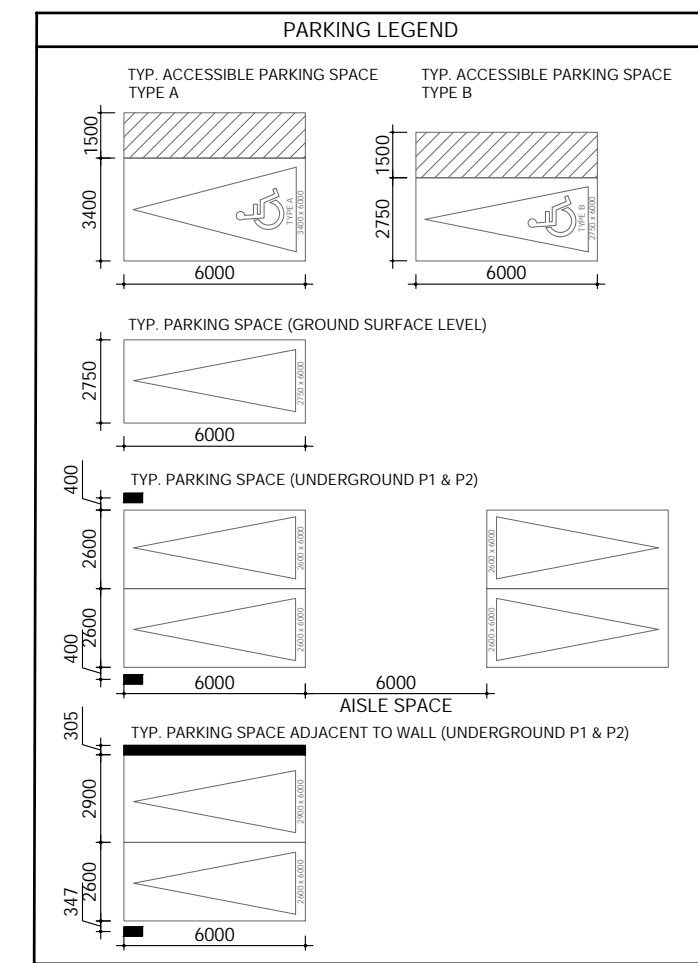 PARKING LEGEND
TYP. ACCESSIBLE PARKING SPACE
TYPE A
TYP. ACCESSIBLE PARKING SPACE
TYPE B
1500
3400
TYPE A
3400 x 6000
6000
1500
2750
TYPE B
2750 x 6000
6000
TYP. PARKING SPACE (GROUND SURFACE LEVEL)
2750
2750 x 6000
6000
TYP. PARKING SPACE (UNDERGROUND P1 & P2)
400
2600
2600 x 6000
2600 x 6000
2600
400
2600 x 6000
2600 x 6000
6000
6000
AISLE SPACE
TYP. PARKING SPACE ADJACENT TO WALL (UNDERGROUND P1 & P2)
305
2900
2900 x 6000
2600
347
2600 x 6000
6000